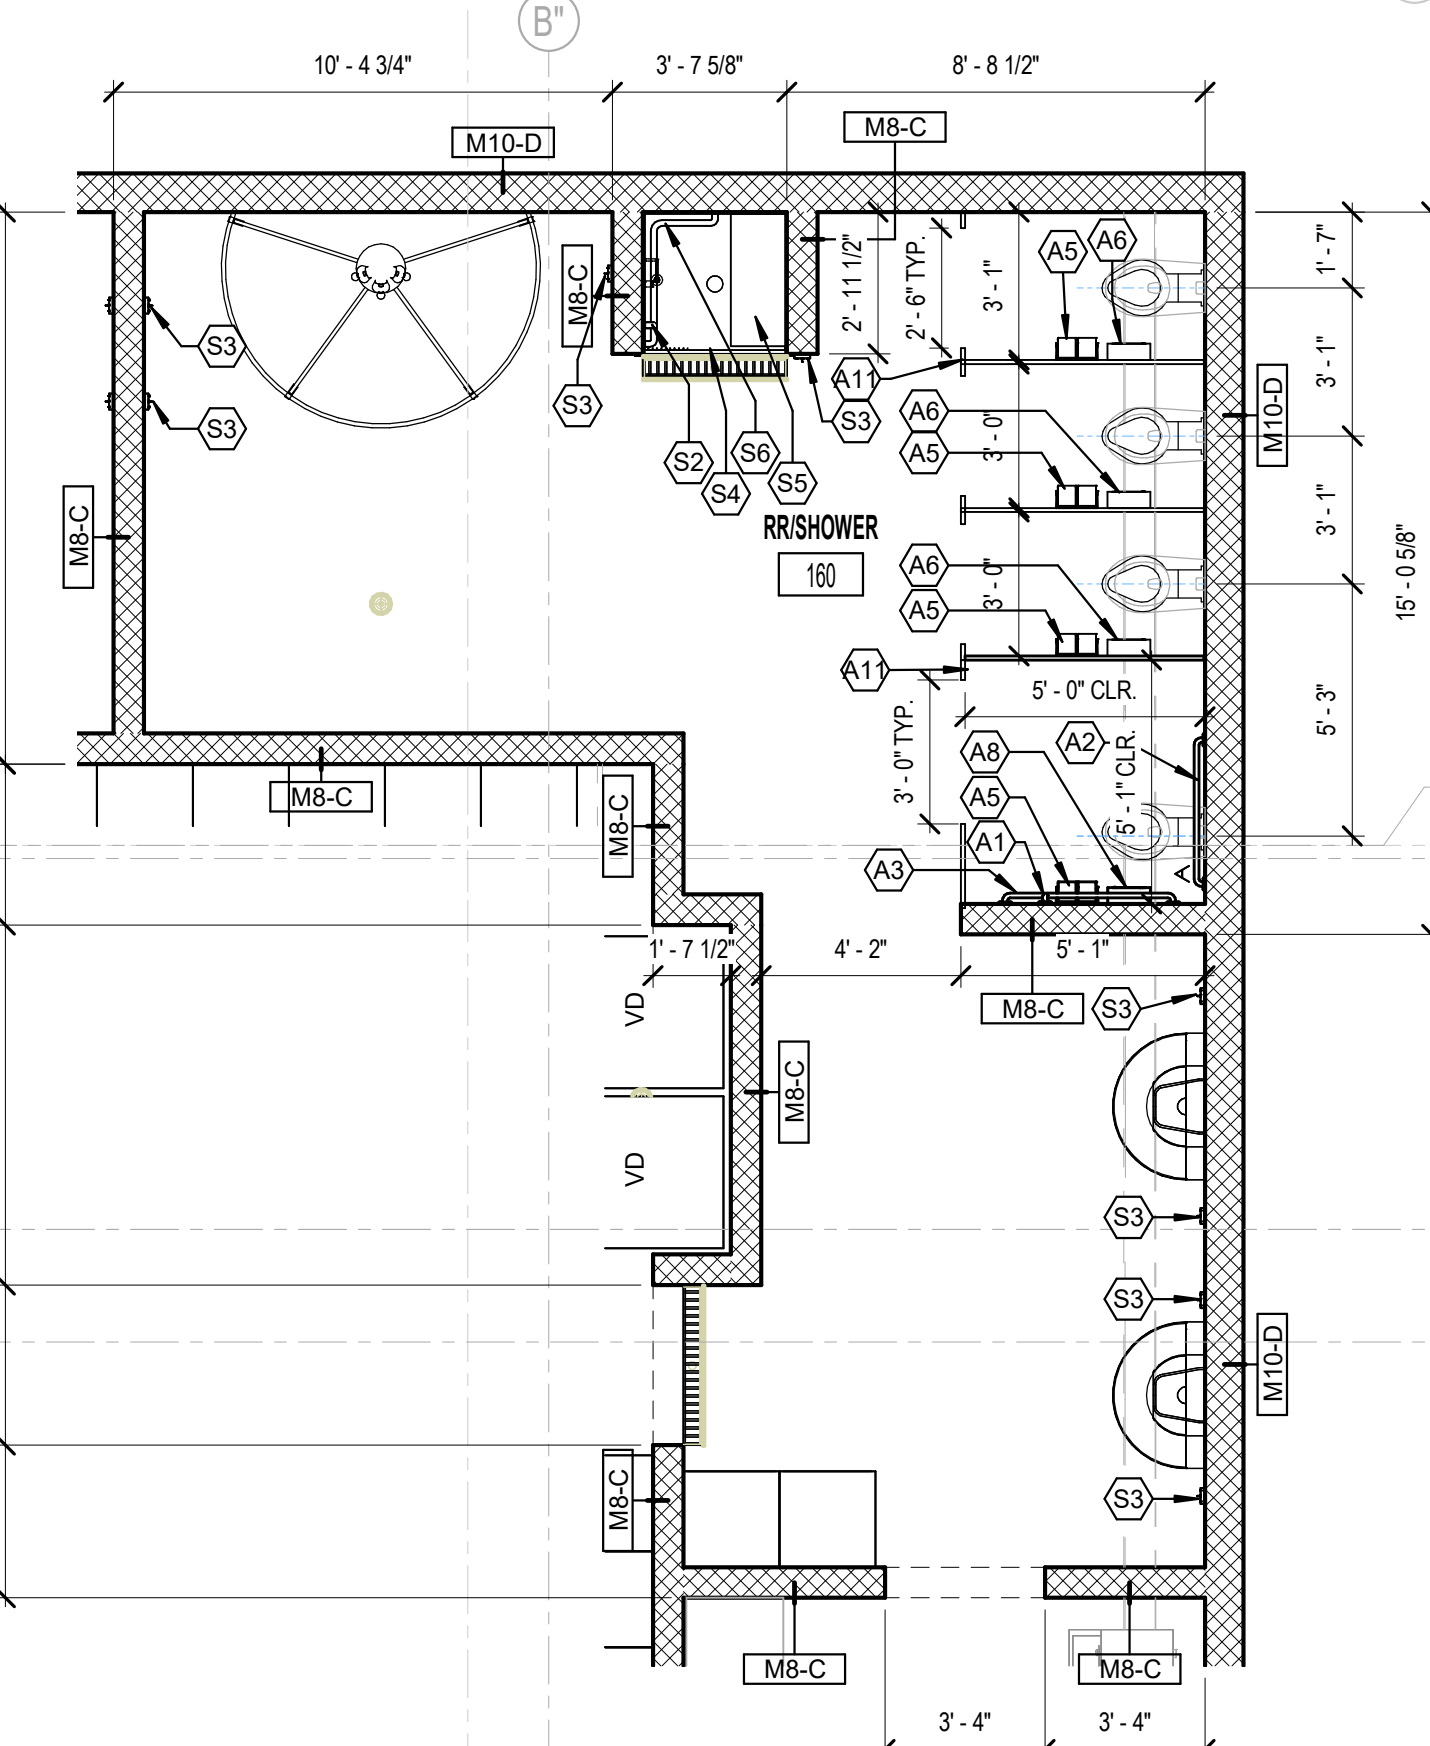 B"
10' - 4 3/4"
3' - 7 5/8"
8' - 8 1/2"
M10-D
M8-C
M8-C
S3
S3
S3
S2
S4
S6
S5
S3
A11
2' - 11 1/2"
2' - 6" TYP.
3' - 1"
A5
A6
1' - 7"
3' - 1"
M10-D
A6
A5
3' - 0"
3' - 1"
RR/SHOWER
160
M8-C
A6
A5
3' - 0"
15' - 0 5/8"
A11
5' - 0" CLR.
5' - 3"
3' - 0" TYP.
A8
A2
5' - 1" CLR.
A5
A1
A3
A
M8-C
M8-C
1' - 7 1/2"
4' - 2"
5' - 1"
VD
M8-C
S3
M8-C
VD
S3
S3
M10-D
M8-C
S3
M8-C
M8-C
3' - 4"
3' - 4"